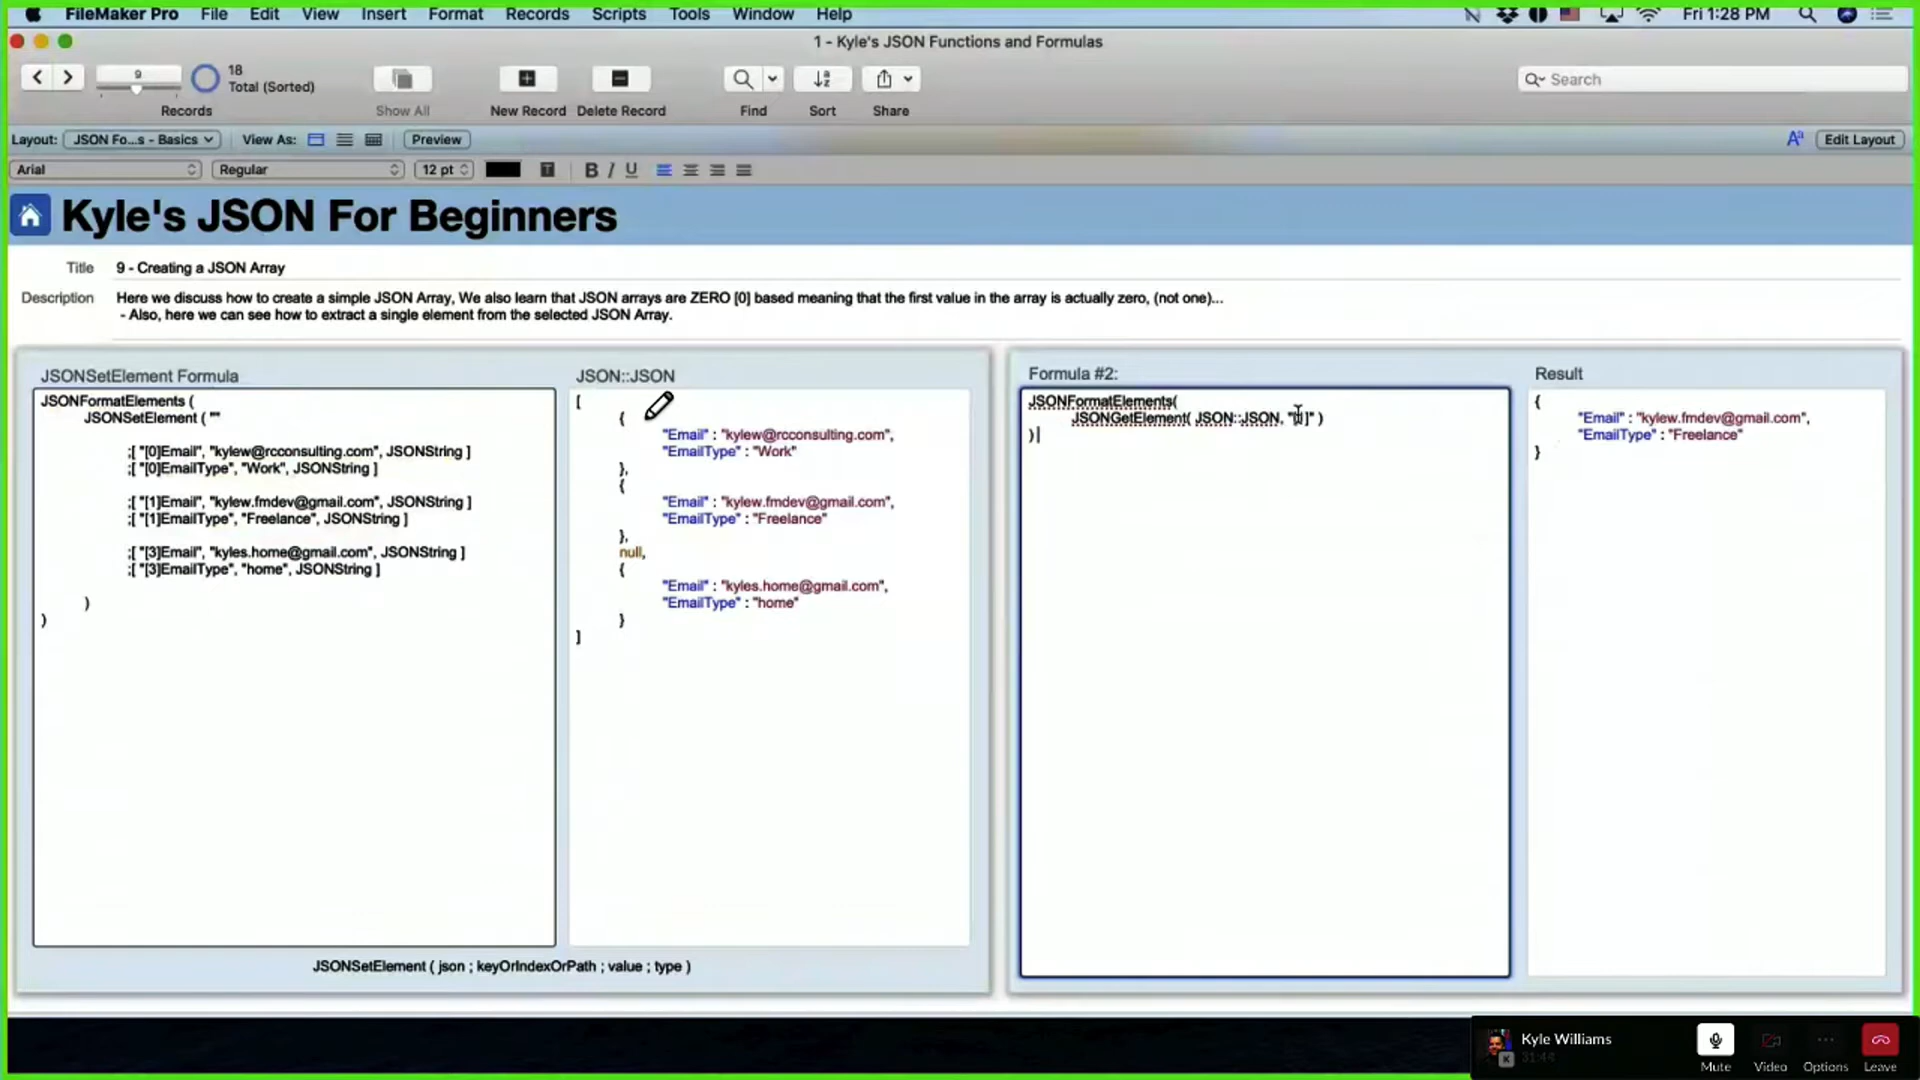 FileMaker Pro File Edit View Insert Format Records Scripts Tools Window Help Fri 1:28 PM
1 - Kyle's JSON Functions and Formulas
9
18
Total (Sorted)
Search
Records Show All New Record Delete Record Find Sort Share
Layout: JSON Fo...s - Basics View As: Preview Edit Layout
Arial Regular 12 pt B I U
Kyle's JSON For Beginners
Title 9 - Creating a JSON Array
Description Here we discuss how to create a simple JSON Array, We also learn that JSON arrays are ZERO [0] based meaning that the first value in the array is actually zero, (not one)...
- Also, here we can see how to extract a single element from the selected JSON Array.
JSONSetElement Formula
JSONFormatElements (
JSONSetElement ( ""
;[ "[0]Email", "kylew@rcconsulting.com", JSONString ]
;[ "[0]EmailType", "Work", JSONString ]
;[ "[1]Email", "kylew.fmdev@gmail.com", JSONString ]
;[ "[1]EmailType", "Freelance", JSONString ]
;[ "[3]Email", "kyles.home@gmail.com", JSONString ]
;[ "[3]EmailType", "home", JSONString ]
)
)
JSON::JSON
[
{
"Email" : "kylew@rcconsulting.com",
"EmailType" : "Work"
},
{
"Email" : "kylew.fmdev@gmail.com",
"EmailType" : "Freelance"
},
null,
{
"Email" : "kyles.home@gmail.com",
"EmailType" : "home"
}
]
JSONSetElement ( json ; keyOrIndexOrPath ; value ; type )
Formula #2:
JSONFormatElements(
JSONGetElement( JSON::JSON, ]" )
)
Result
{
"Email" : "kylew.fmdev@gmail.com",
"EmailType" : "Freelance"
}
Kyle Williams
K 31:44
Mute Video Options Leave